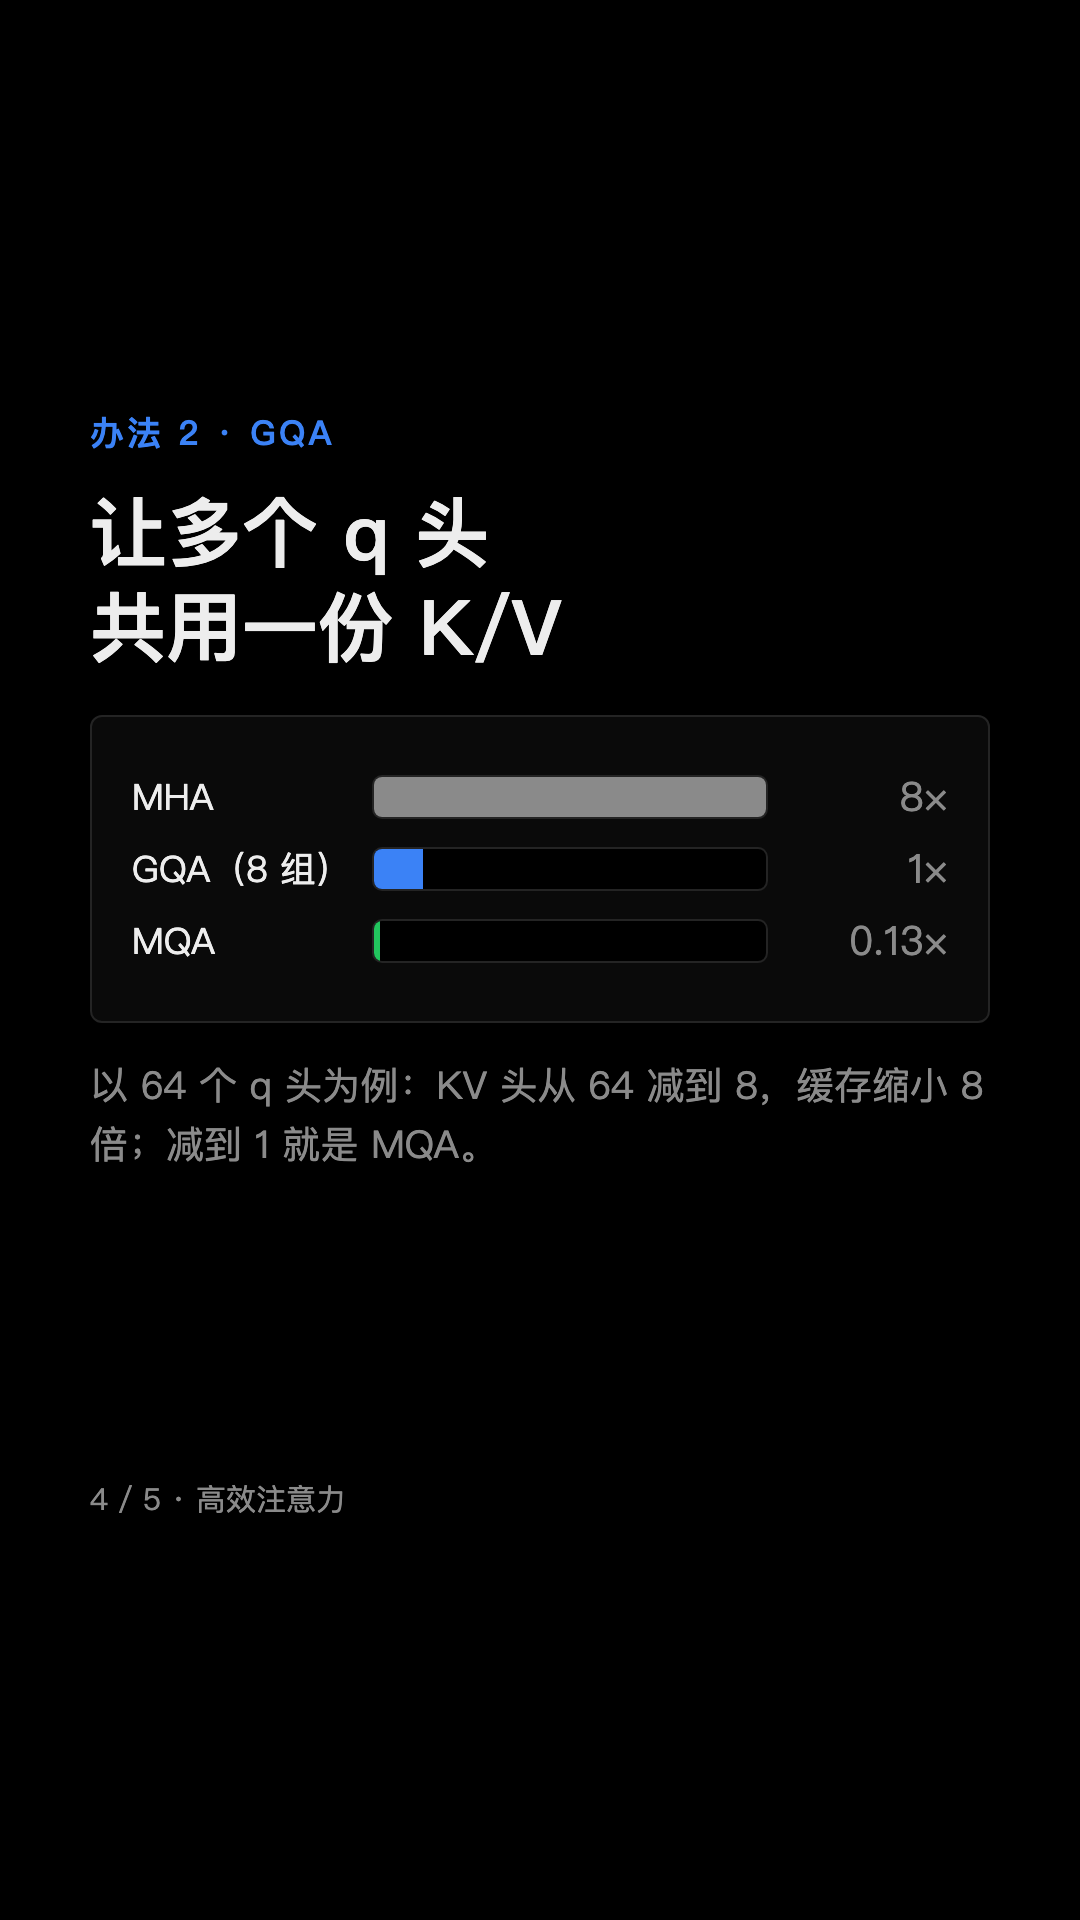 办法 2 · GQA
让多个 q 头
共用一份 K/V
MHA 8×
GQA（8 组） 1×
MQA 0.13×
以 64 个 q 头为例：KV 头从 64 减到 8，缓存缩小 8
倍；减到 1 就是 MQA。
4 / 5 · 高效注意力